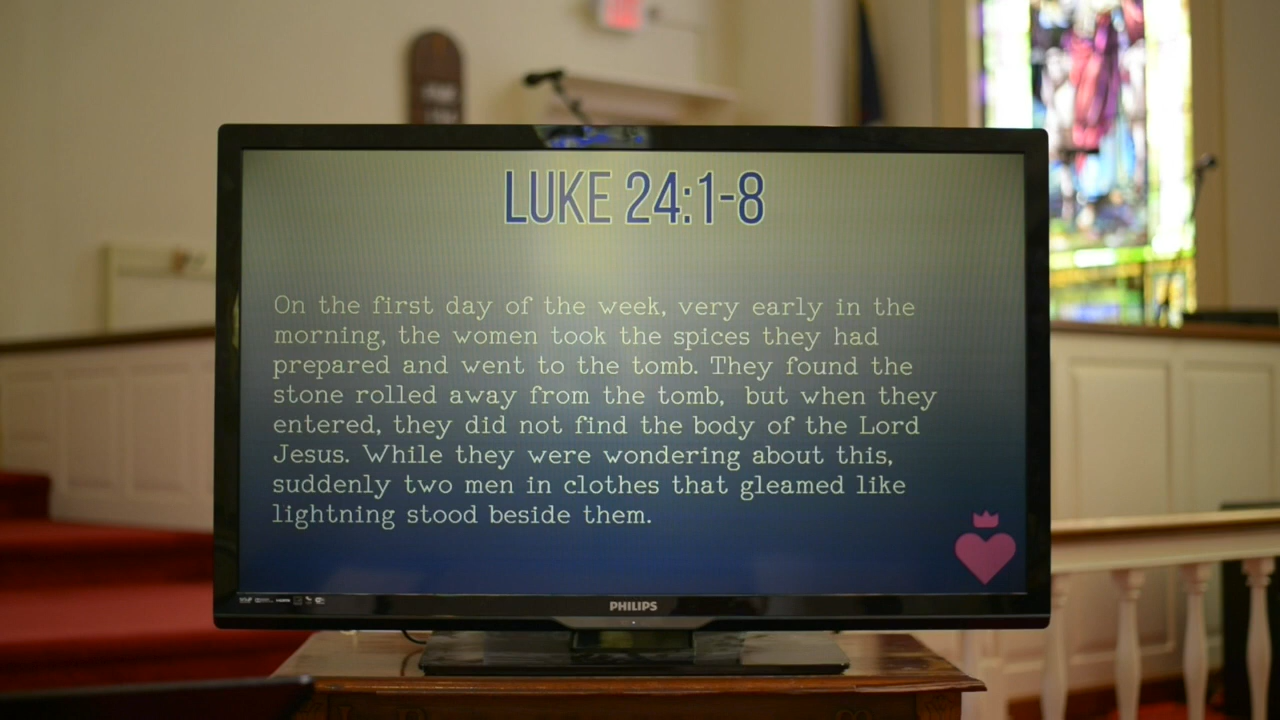 LUKE 24:1-8
On the first day of the week, very early in the
morning, the women took the spices they had
prepared and went to the tomb. They found the
stone rolled away from the tomb, but when they
entered, they did not find the body of the Lord
Jesus. While they were wondering about this,
suddenly two men in clothes that gleamed like
lightning stood beside them.
PHILIPS